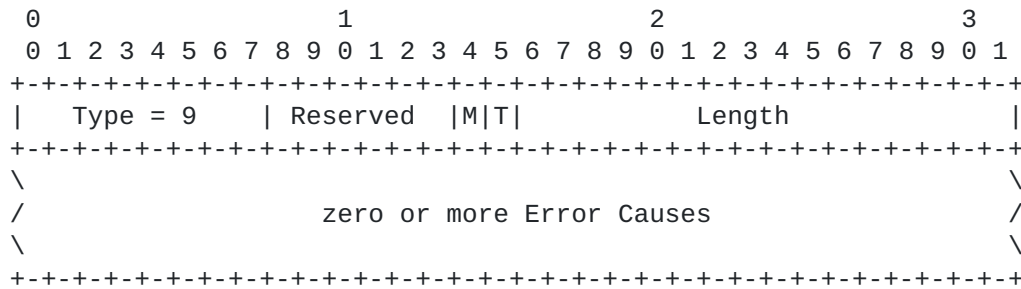 0                   1                   2                   3
 0 1 2 3 4 5 6 7 8 9 0 1 2 3 4 5 6 7 8 9 0 1 2 3 4 5 6 7 8 9 0 1
+-+-+-+-+-+-+-+-+-+-+-+-+-+-+-+-+-+-+-+-+-+-+-+-+-+-+-+-+-+-+-+-+
|   Type = 9    | Reserved  |M|T|           Length              |
+-+-+-+-+-+-+-+-+-+-+-+-+-+-+-+-+-+-+-+-+-+-+-+-+-+-+-+-+-+-+-+-+
\                                                               \
/                   zero or more Error Causes                   /
\                                                               \
+-+-+-+-+-+-+-+-+-+-+-+-+-+-+-+-+-+-+-+-+-+-+-+-+-+-+-+-+-+-+-+-+